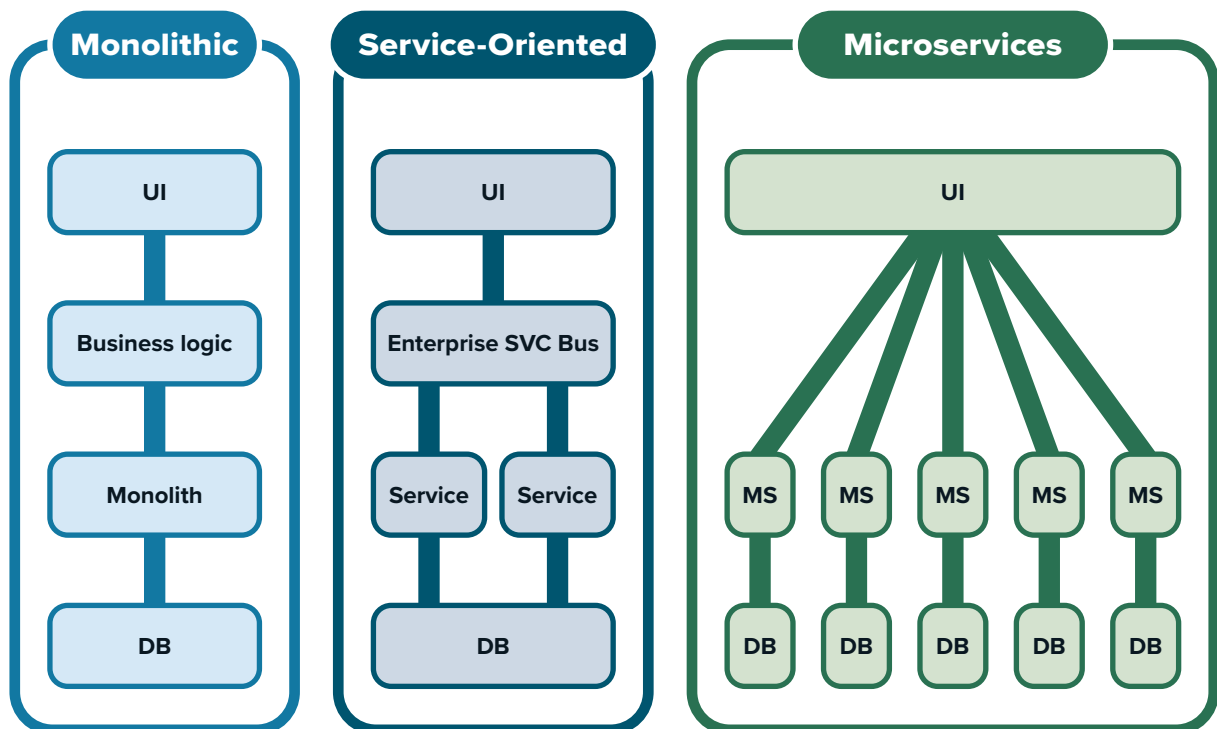 Monolithic
UI
Business logic
Monolith
DB
Service-Oriented
UI
Enterprise SVC Bus
Service Service
DB
Microservices
UI
MS MS MS MS MS
DB DB DB DB DB